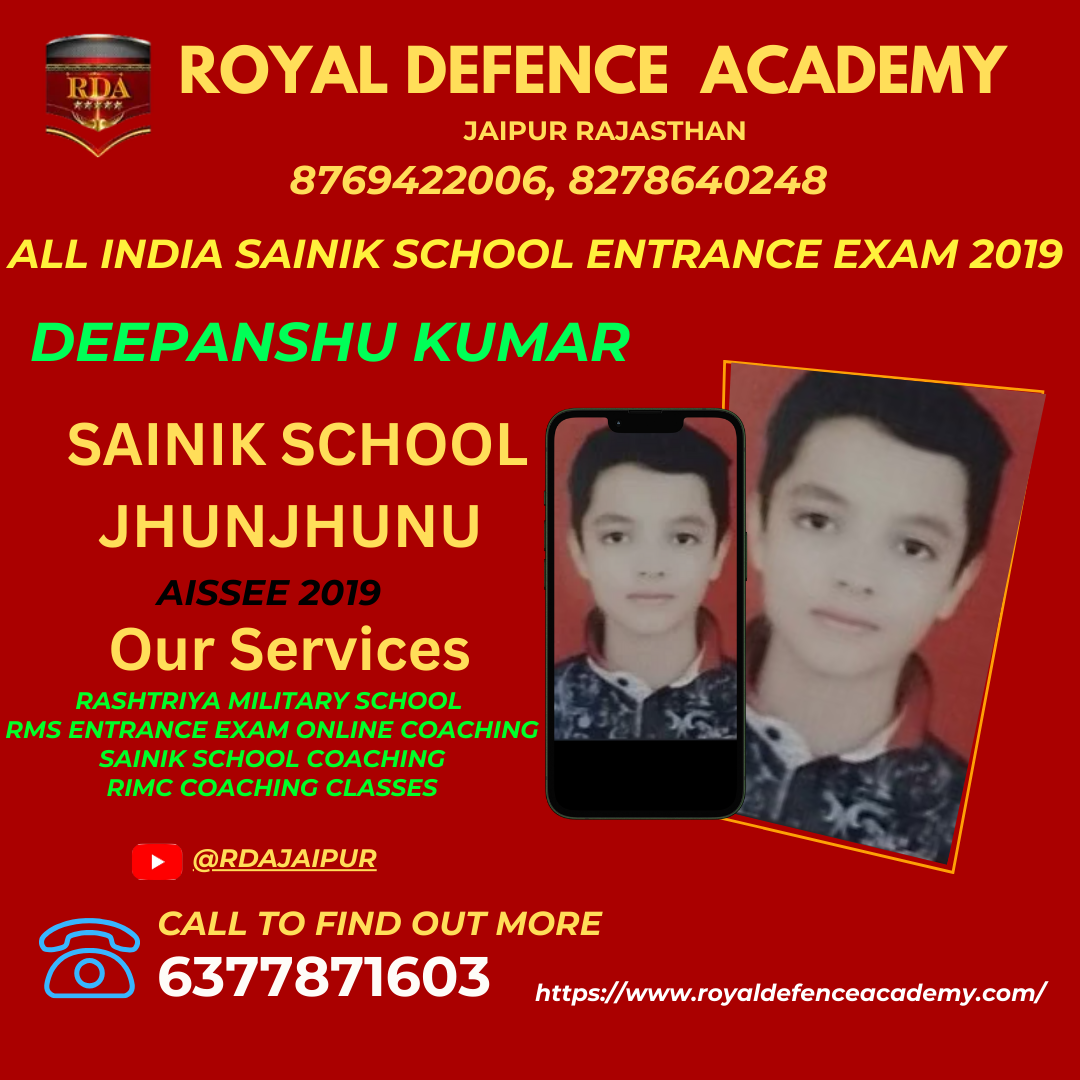 RDA
ROYAL DEFENCE ACADEMY
JAIPUR RAJASTHAN
8769422006, 8278640248
ALL INDIA SAINIK SCHOOL ENTRANCE EXAM 2019
DEEPANSHU KUMAR
SAINIK SCHOOL
JHUNJHUNU
AISSEE 2019
Our Services
RASHTRIYA MILITARY SCHOOL
RMS ENTRANCE EXAM ONLINE COACHING
SAINIK SCHOOL COACHING
RIMC COACHING CLASSES
@RDAJAIPUR
CALL TO FIND OUT MORE
6377871603
https://www.royaldefenceacademy.com/